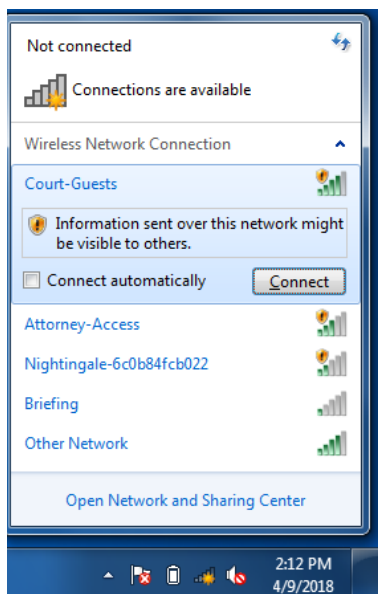 Not connected
Connections are available
Wireless Network Connection
Court-Guests
Information sent over this network might
be visible to others.
Connect automatically
Connect
Attorney-Access
Nightingale-6c0b84fcb022
Briefing
Other Network
Open Network and Sharing Center
2:12 PM
4/9/2018